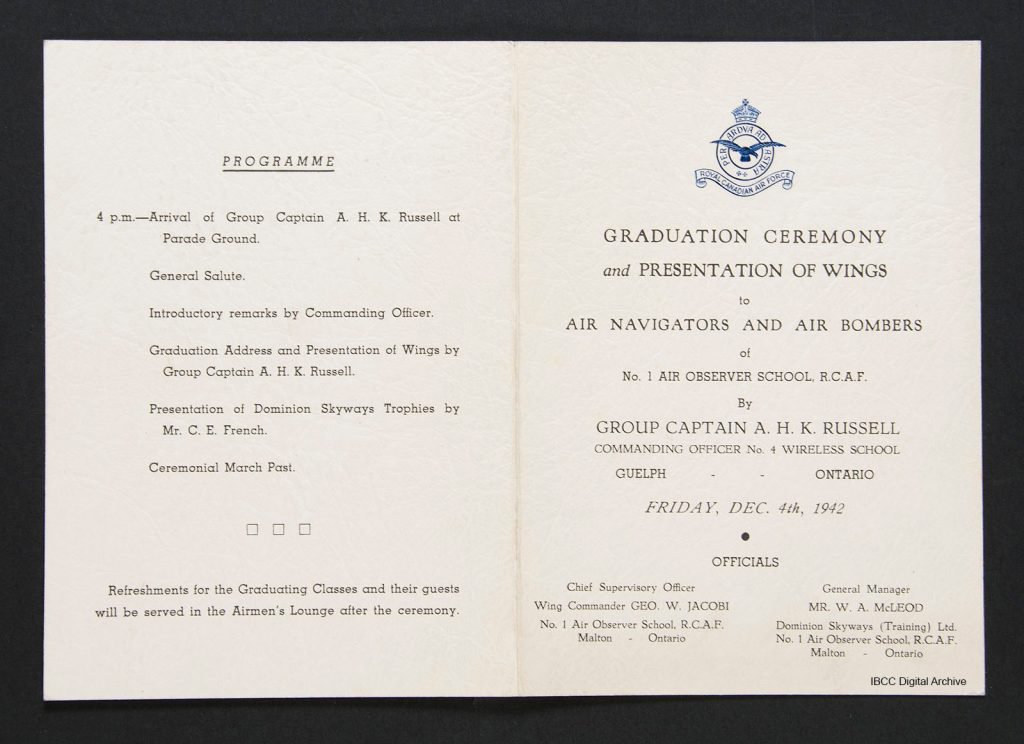 PROGRAMME
4 p.m.—Arrival of Group Captain A. H. K. Russell at
Parade Ground.
General Salute.
Introductory remarks by Commanding Officer.
Graduation Address and Presentation of Wings by
Group Captain A. H. K. Russell.
Presentation of Dominion Skyways Trophies by
Mr. C. E. French.
Ceremonial March Past.
Refreshments for the Graduating Classes and their guests
will be served in the Airmen's Lounge after the ceremony.
PER ARDVA AD ASTRA
ROYAL CANADIAN AIR FORCE
GRADUATION CEREMONY
and PRESENTATION OF WINGS
to
AIR NAVIGATORS AND AIR BOMBERS
of
No. 1 AIR OBSERVER SCHOOL, R.C.A.F.
By
GROUP CAPTAIN A. H. K. RUSSELL
COMMANDING OFFICER No. 4 WIRELESS SCHOOL
GUELPH - - ONTARIO
FRIDAY, DEC. 4th, 1942
OFFICIALS
Chief Supervisory Officer
Wing Commander GEO. W. JACOBI
No. 1 Air Observer School, R.C.A.F.
Malton - Ontario
General Manager
MR. W. A. McLEOD
Dominion Skyways (Training) Ltd.
No. 1 Air Observer School, R.C.A.F.
Malton - Ontario
IBCC Digital Archive